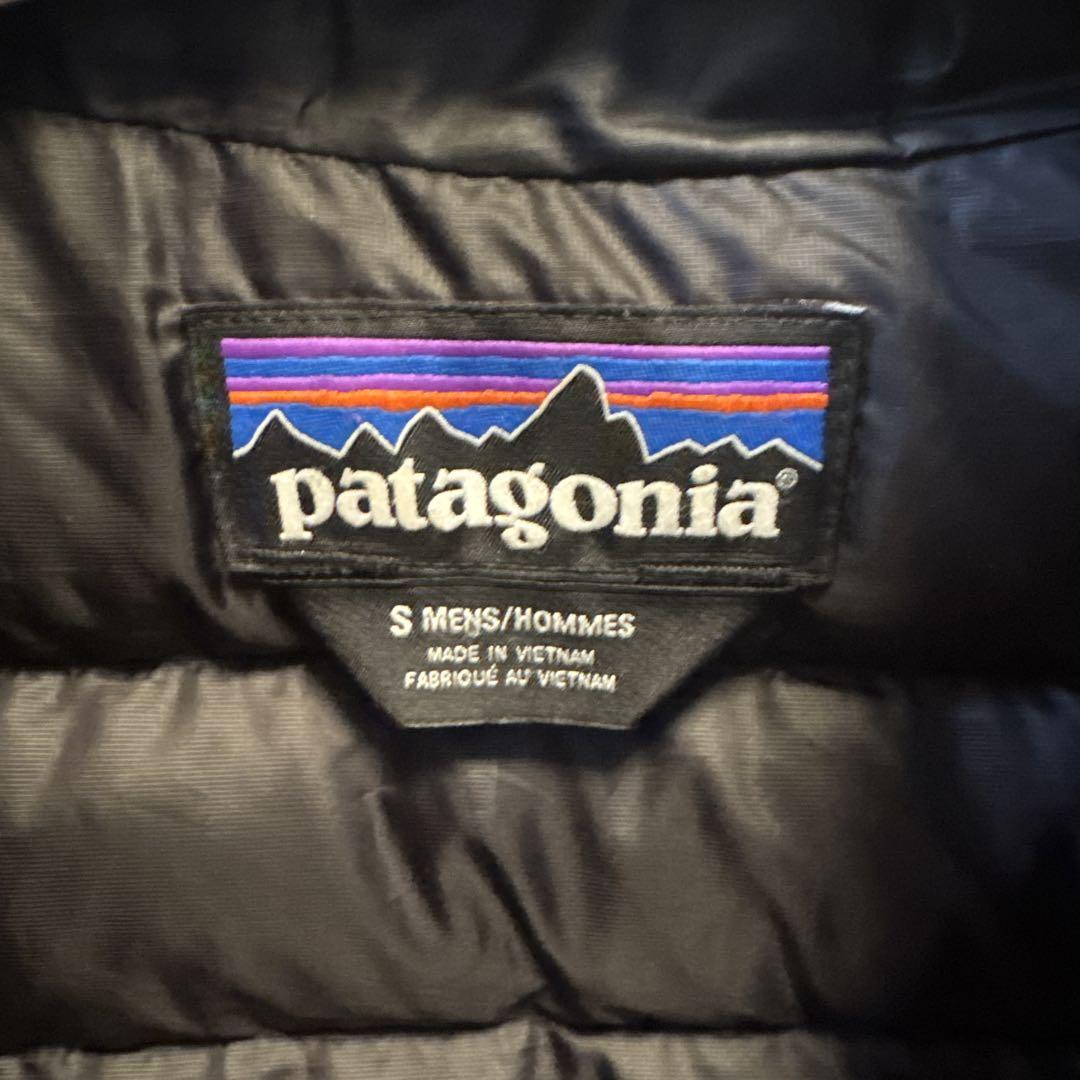 patagonia®
S MENS/HOMMES
MADE IN VIETNAM
FABRIQUÉ AU VIETNAM